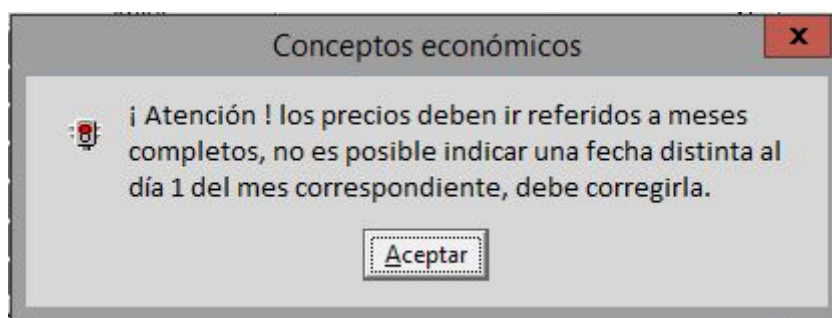 Conceptos económicos
x
¡ Atención ! los precios deben ir referidos a meses
completos, no es posible indicar una fecha distinta al
día 1 del mes correspondiente, debe corregirla.
Aceptar